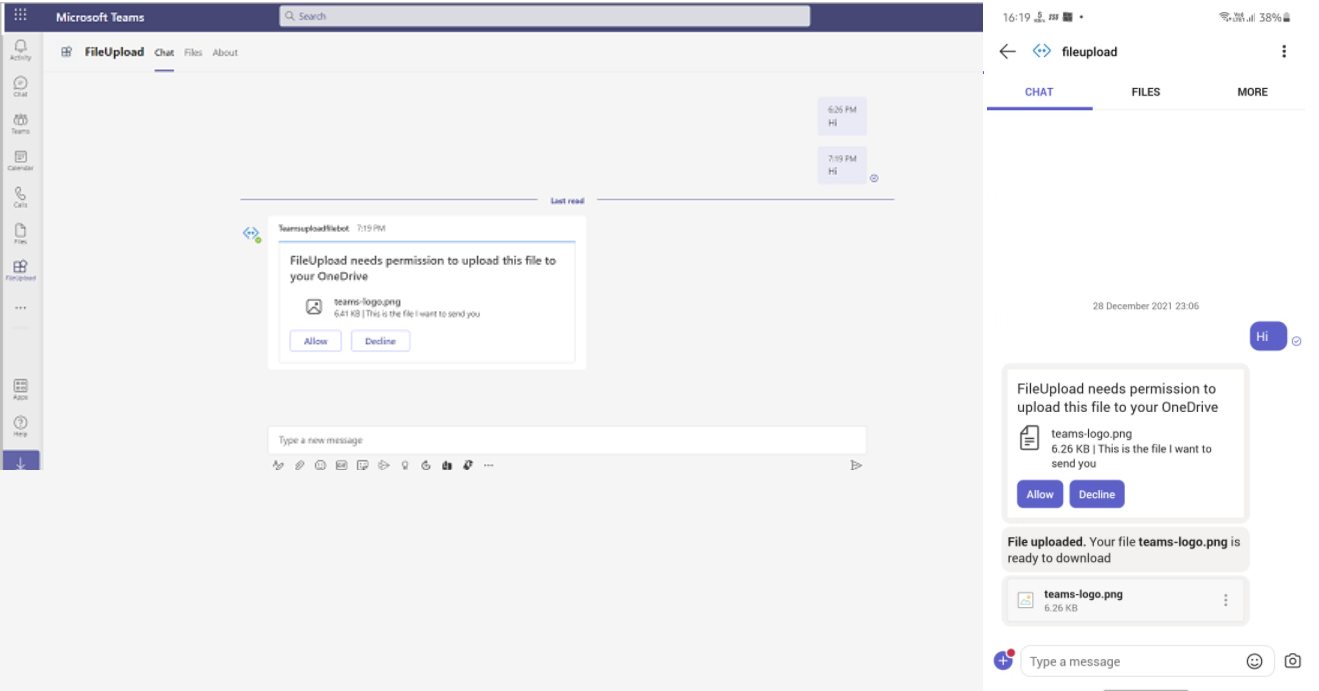 Microsoft Teams
Search
Activity
Chat
Teams
Calendar
Calls
Files
FileUpload
Apps
Help
FileUpload Chat Files About
6:26 PM
Hi
7:19 PM
Hi
Last read
Teamsuploadfilebot 7:19 PM
FileUpload needs permission to upload this file to
your OneDrive
teams-logo.png
6.41 KB | This is the file I want to send you
Allow Decline
Type a new message
16:19 38%
fileupload
CHAT FILES MORE
28 December 2021 23:06
Hi
FileUpload needs permission to
upload this file to your OneDrive
teams-logo.png
6.26 KB | This is the file I want to
send you
Allow Decline
File uploaded. Your file teams-logo.png is
ready to download
teams-logo.png
6.26 KB
Type a message